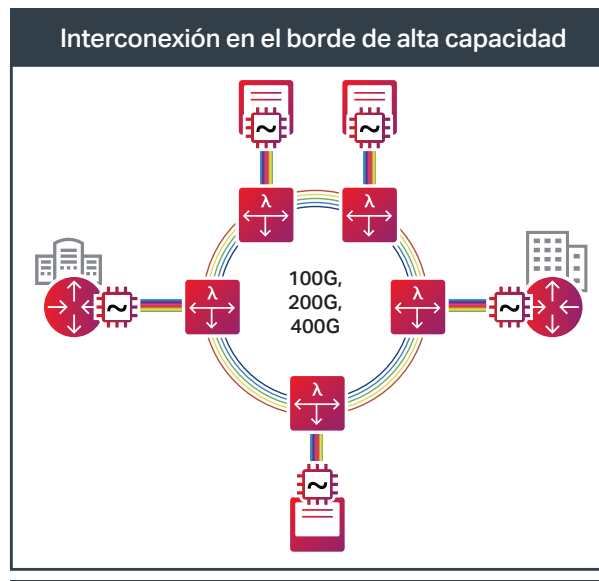 Interconexión en el borde de alta capacidad
~
~
λ
λ
~
λ
100G,
200G,
400G
λ
~
λ
~